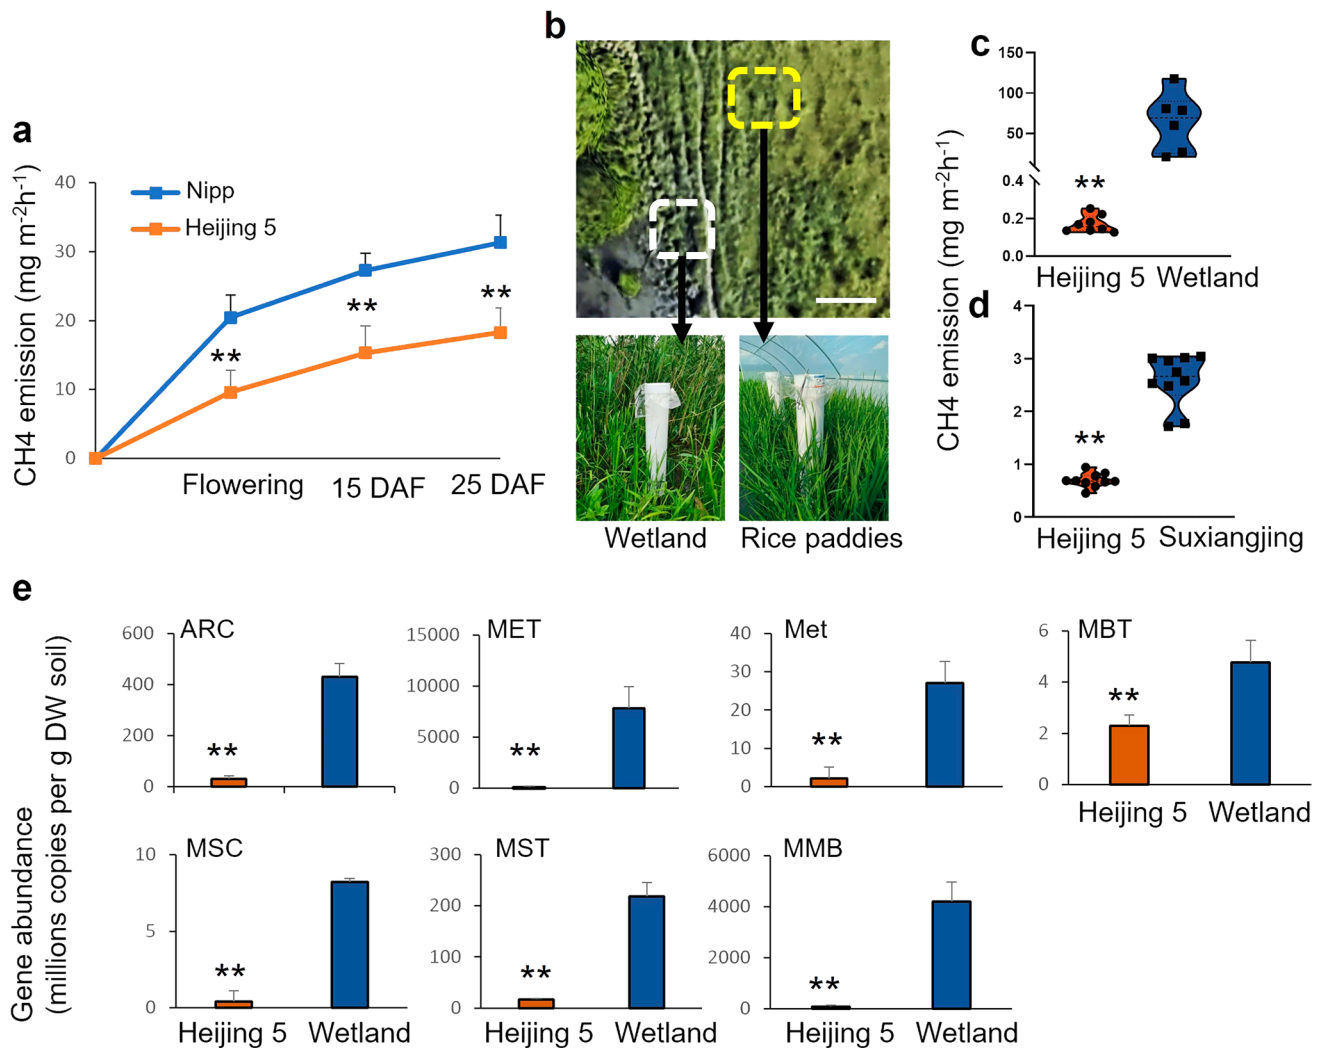 a
CH4 emission (mg m-2h-1)
40
30
20
10
0
Nipp
Heijing 5
**
**
**
Flowering
15 DAF
25 DAF
b
Wetland
Rice paddies
c
CH4 emission (mg m-2h-1)
150
100
50
0.4
0.2
0.0
**
Heijing 5
Wetland
d
4
3
2
1
0
**
Heijing 5
Suxiangjing
e
Gene abundance
(millions copies per g DW soil)
ARC
600
400
200
0
**
MET
15000
10000
5000
0
**
Met
40
30
20
10
0
**
MBT
6
4
2
0
**
Heijing 5
Wetland
MSC
10
5
0
**
Heijing 5
Wetland
MST
300
200
100
0
**
Heijing 5
Wetland
MMB
6000
4000
2000
0
**
Heijing 5
Wetland